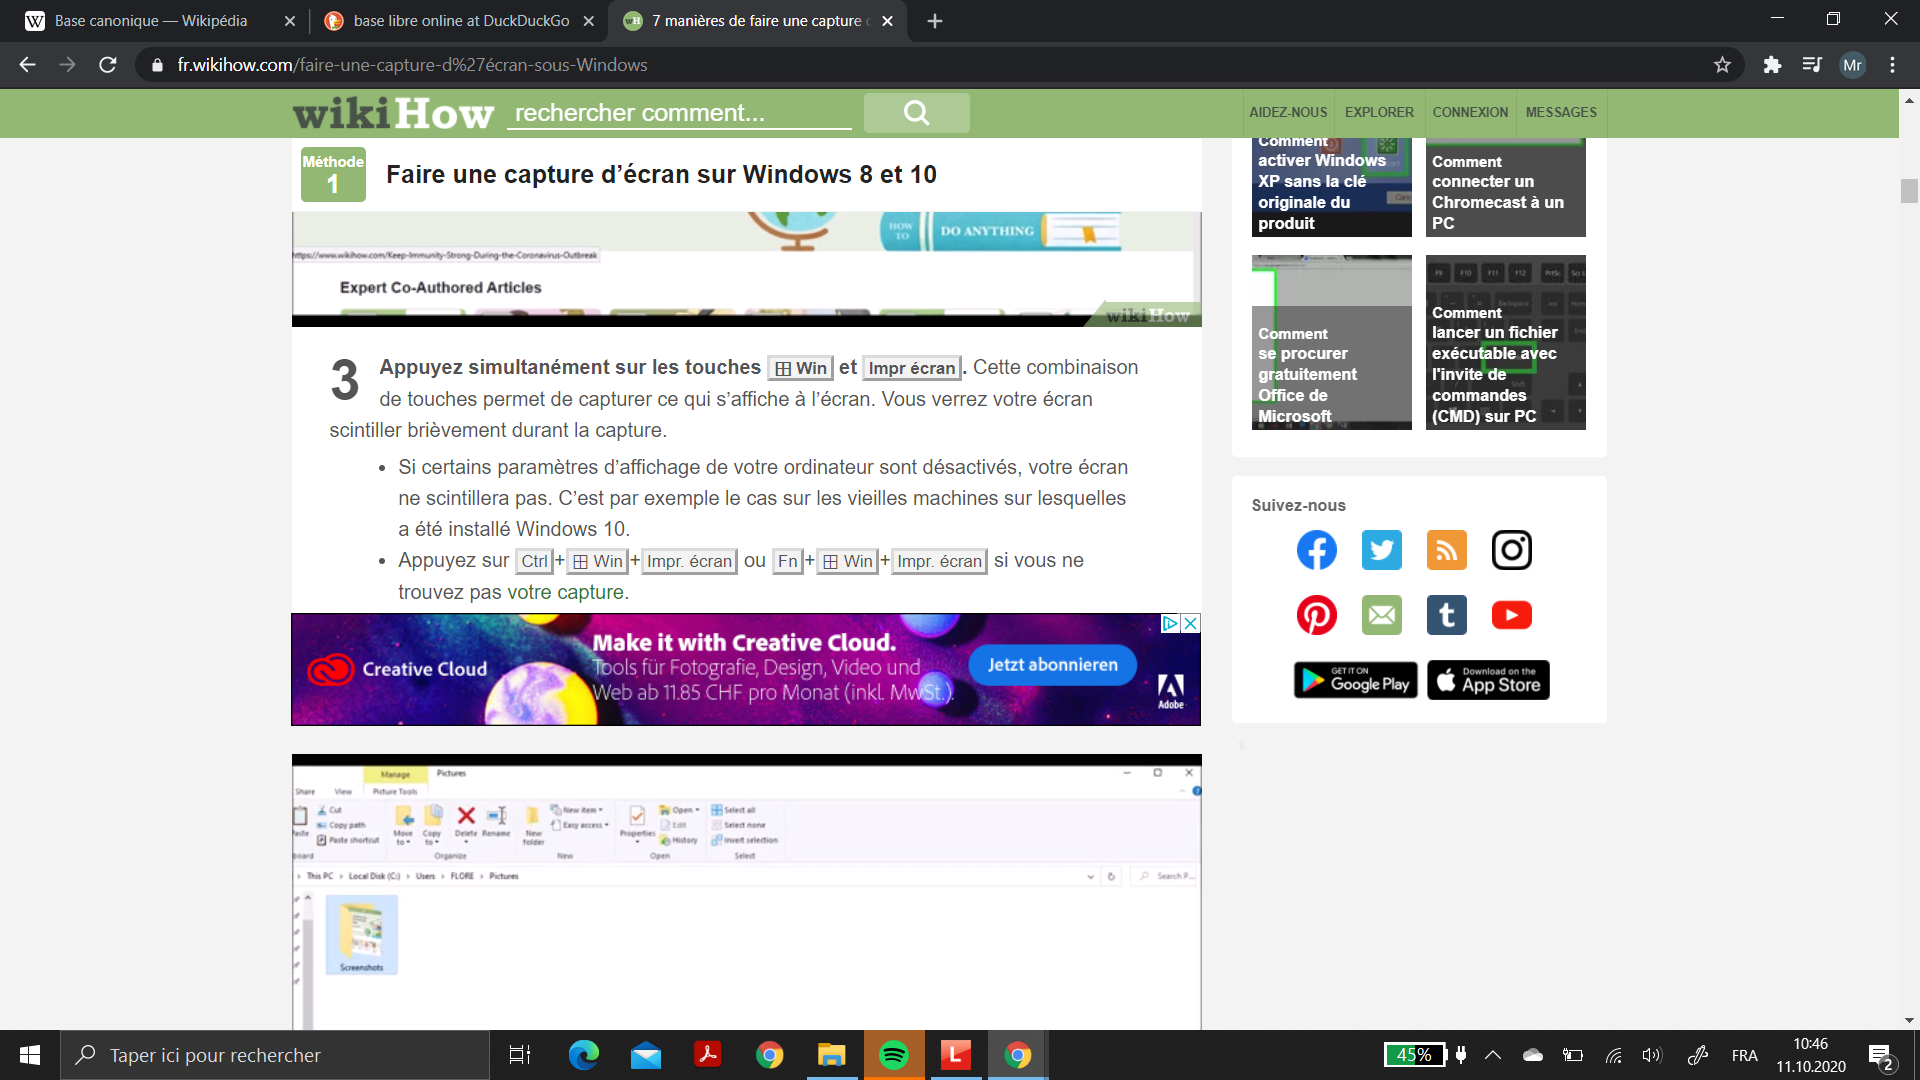 Base canonique — Wikipédia
base libre online at DuckDuckGo
7 manières de faire une capture
fr.wikihow.com/faire-une-capture-d%27écran-sous-Windows
Mr
wikiHow
rechercher comment...
AIDEZ-NOUS
EXPLORER
CONNEXION
MESSAGES
Méthode
1
Faire une capture d'écran sur Windows 8 et 10
HOW TO
DO ANYTHING
https://www.wikihow.com/Keep-Immunity-Strong-During-the-Coronavirus-Outbreak
Expert Co-Authored Articles
wikiHow
3 Appuyez simultanément sur les touches Win et Impr écran. Cette combinaison
de touches permet de capturer ce qui s'affiche à l'écran. Vous verrez votre écran
scintiller brièvement durant la capture.
• Si certains paramètres d'affichage de votre ordinateur sont désactivés, votre écran
ne scintillera pas. C'est par exemple le cas sur les vieilles machines sur lesquelles
a été installé Windows 10.
• Appuyez sur Ctrl+ Win+Impr. écran ou Fn+ Win+Impr. écran si vous ne
trouvez pas votre capture.
Creative Cloud
Make it with Creative Cloud.
Tools für Fotografie, Design, Video und
Web ab 11.85 CHF pro Monat (inkl. MwSt.).
Jetzt abonnieren
Adobe
Manage
Pictures
Share
View
Picture Tools
Cut
Copy path
Paste shortcut
Move to
Copy to
Delete
Rename
Organize
New folder
New item
Easy access
New
Properties
Open
Edit
History
Open
Select all
Select none
Invert selection
Select
This PC > Local Disk (C:) > Users > FLORE > Pictures
Search P...
Screenshots
Comment
activer Windows
XP sans la clé
originale du
produit
Comment
connecter un
Chromecast à un
PC
Comment
se procurer
gratuitement
Office de
Microsoft
F9 F10 F11 F12 PrtSc
Comment
lancer un fichier
exécutable avec
l'invite de
commandes
(CMD) sur PC
Suivez-nous
GET IT ON
Google Play
Download on the
App Store
Taper ici pour rechercher
45%
FRA
10:46
11.10.2020
2